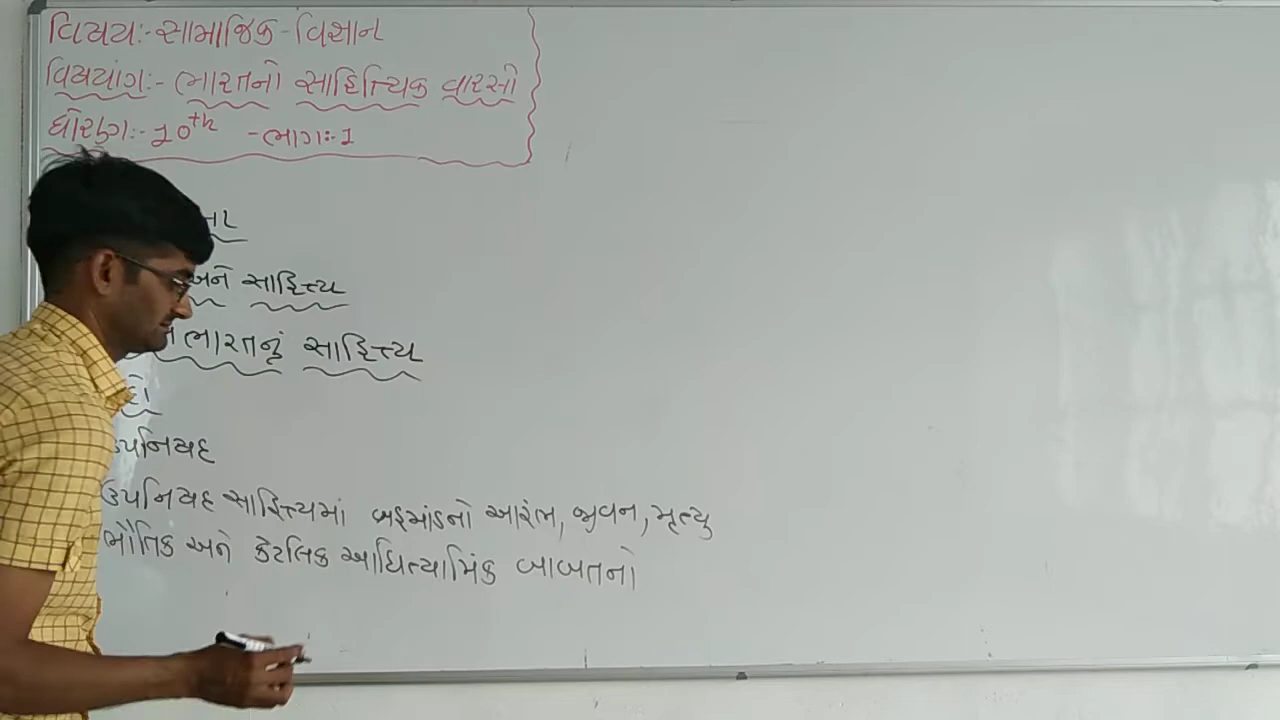 વિષય:-સામાજિક-વિજ્ઞાન
વિષયાંગ:- ભારતનો સાહિત્યિક વારસો
ધોરણ:- 10th - ભાગ:-1
અને સાહિત્ય
ભારતનું સાહિત્ય
ઉપનિષદ
ઉપનિષદ સાહિત્યમાં બ્રહ્માંડનો આરંભ, જીવન, મૃત્યુ
ભૌતિક અને કેટલિક આધિત્યામિંક બાબતનો